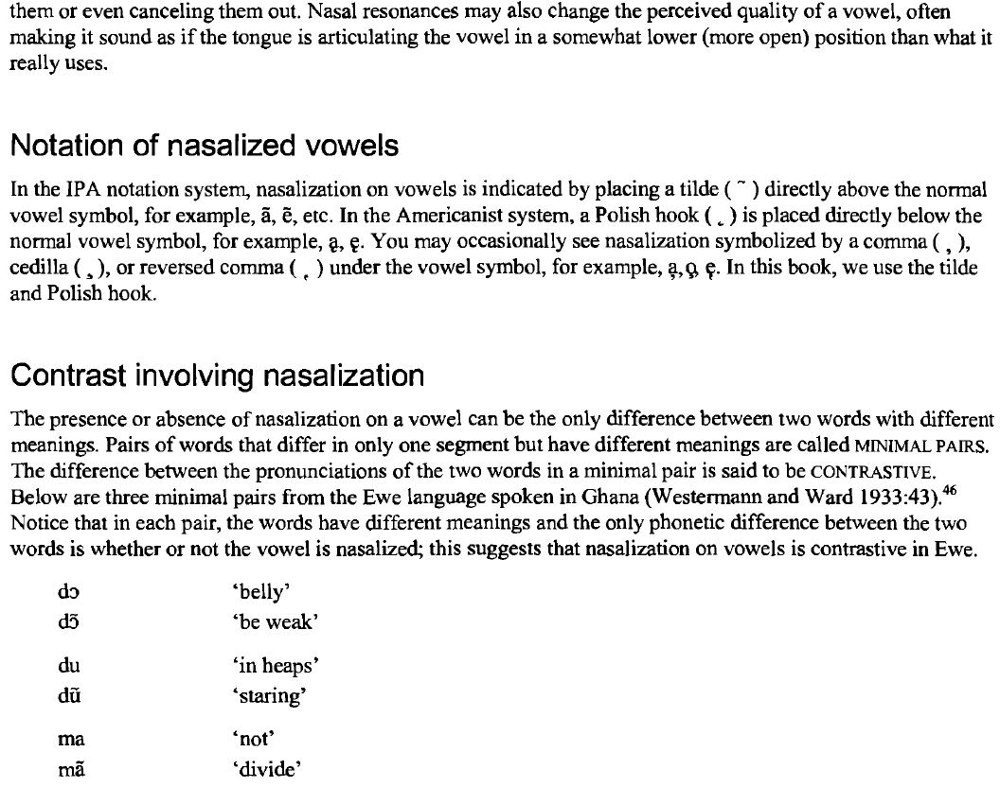 them or even canceling them out. Nasal resonances may also change the perceived quality of a vowel, often
making it sound as if the tongue is articulating the vowel in a somewhat lower (more open) position than what it
really uses.
Notation of nasalized vowels
In the IPA notation system, nasalization on vowels is indicated by placing a tilde ( ˜ ) directly above the normal
vowel symbol, for example, ã, ẽ, etc. In the Americanist system, a Polish hook ( ˛ ) is placed directly below the
normal vowel symbol, for example, ą, ę. You may occasionally see nasalization symbolized by a comma ( , ),
cedilla ( ¸ ), or reversed comma ( ̨ ) under the vowel symbol, for example, a̦, o̧, ę. In this book, we use the tilde
and Polish hook.
Contrast involving nasalization
The presence or absence of nasalization on a vowel can be the only difference between two words with different
meanings. Pairs of words that differ in only one segment but have different meanings are called MINIMAL PAIRS.
The difference between the pronunciations of the two words in a minimal pair is said to be CONTRASTIVE.
Below are three minimal pairs from the Ewe language spoken in Ghana (Westermann and Ward 1933:43).⁴⁶
Notice that in each pair, the words have different meanings and the only phonetic difference between the two
words is whether or not the vowel is nasalized; this suggests that nasalization on vowels is contrastive in Ewe.
dɔ ‘belly’
dɔ̃ ‘be weak’
du ‘in heaps’
dũ ‘staring’
ma ‘not’
mã ‘divide’